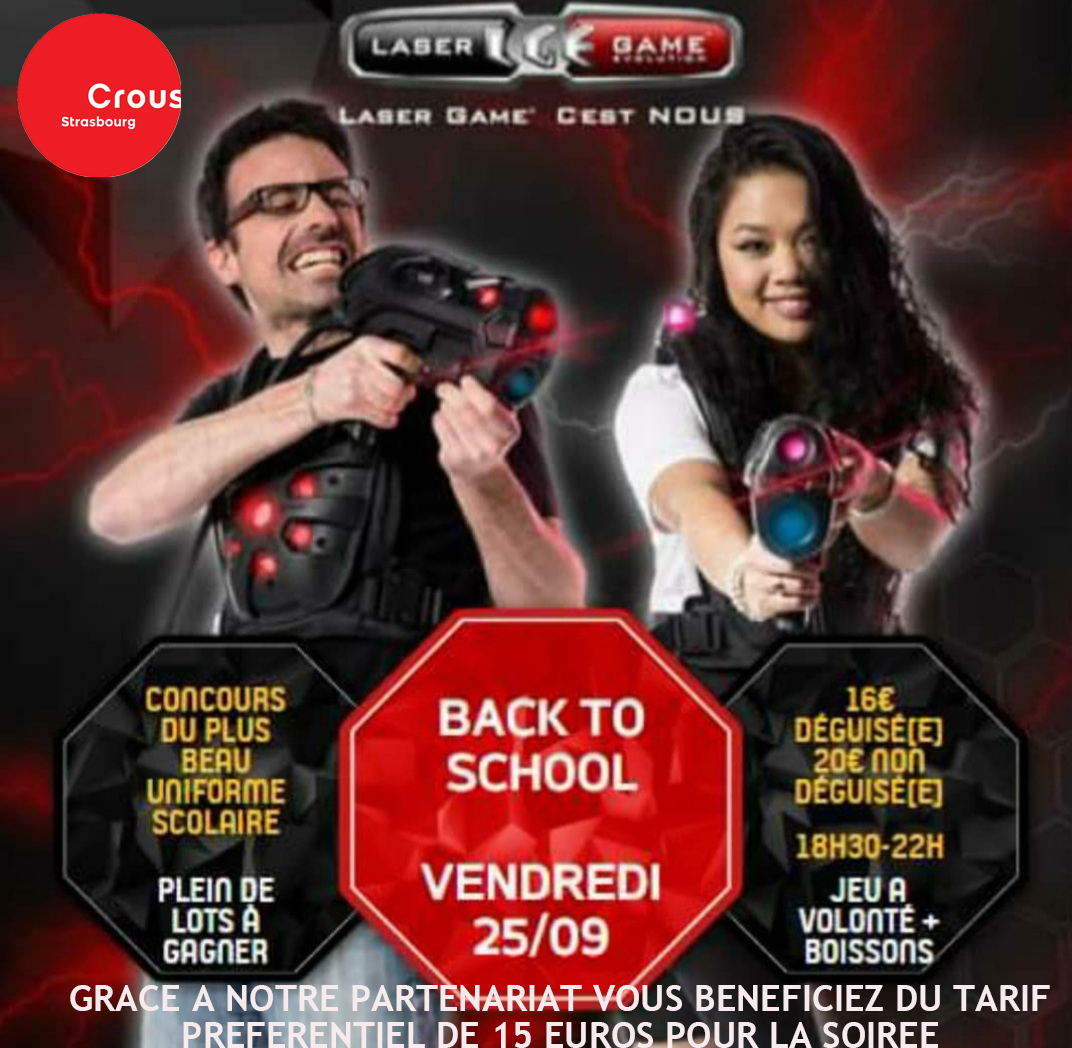 Crous
Strasbourg
LASER LGE GAME
EVOLUTION
LASER GAME® C'EST NOUS
CONCOURS
DU PLUS
BEAU
UNIFORME
SCOLAIRE
PLEIN DE
LOTS À
GAGNER
BACK TO
SCHOOL
VENDREDI
25/09
16€
DÉGUISÉ(E)
20€ NON
DÉGUISÉ(E)
18H30-22H
JEU A
VOLONTÉ +
BOISSONS
GRACE A NOTRE PARTENARIAT VOUS BENEFICIEZ DU TARIF
PREFERENTIEL DE 15 EUROS POUR LA SOIREE